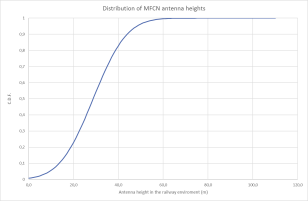 Distribution of MFCN antenna heights
1
0.9
0.8
0.7
0.6
0.5
0.4
0.3
0.2
0.1
0
c.d.f.
0,0 20,0 40,0 60,0 80,0 100,0 120,0
Antenna height in the railway enviroment (m)